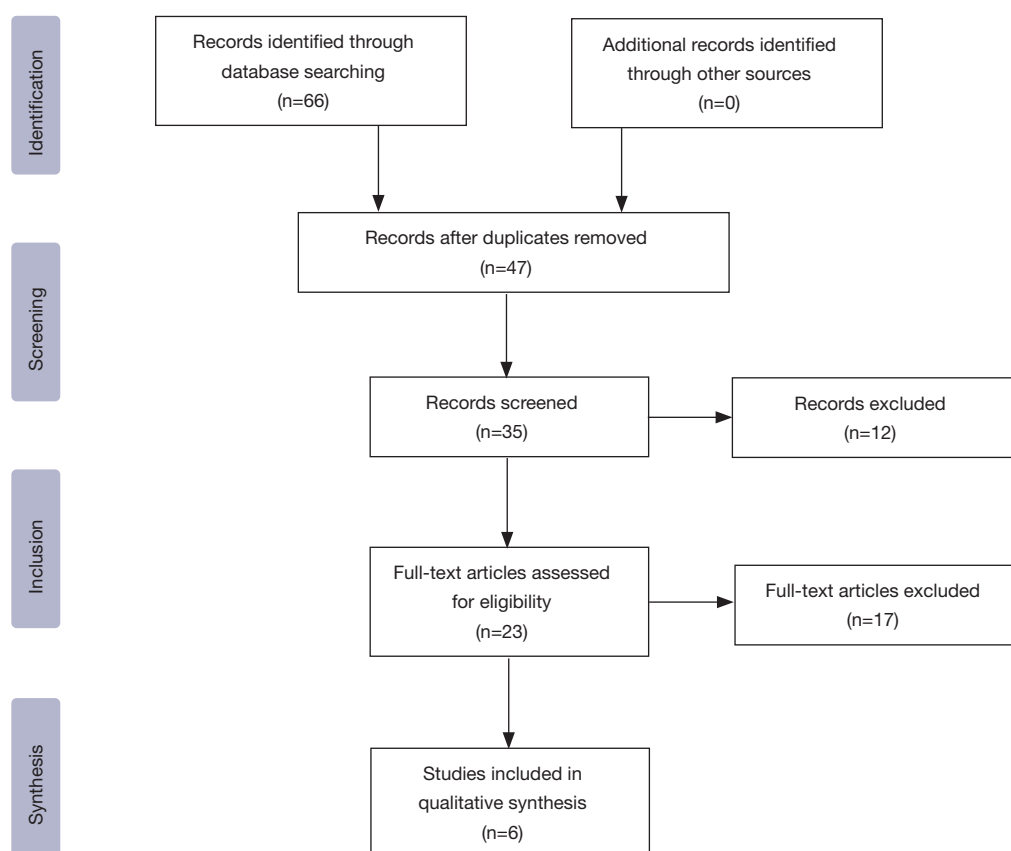 Identification
Records identified through
database searching
(n=66)
Additional records identified
through other sources
(n=0)
Records after duplicates removed
(n=47)
Screening
Records screened
(n=35)
Records excluded
(n=12)
Inclusion
Full-text articles assessed
for eligibility
(n=23)
Full-text articles excluded
(n=17)
Synthesis
Studies included in
qualitative synthesis
(n=6)